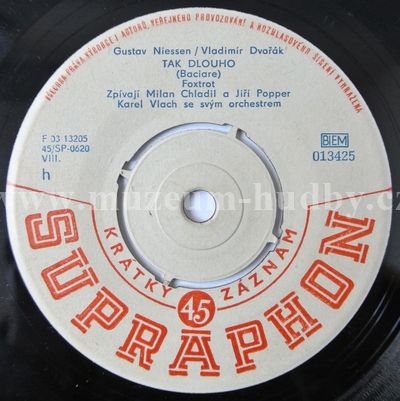 VŠECHNA PRÁVA VÝROBCE I AUTORŮ, VEŘEJNÉHO PROVOZOVÁNÍ A ROZHLASOVÉHO ŠÍŘENÍ VYHRAZENA
Gustav Niessen/Vladimír Dvořák
TAK DLOUHO
(Baciare)
Foxtrot
Zpívají Milan Chladil a Jiří Popper
Karel Vlach se svým orchestrem
F 03 13205
45/SP-0620
VIII.
h
BIEM
013425
www.muzeum-hudby.cz
KRÁTKÝ 45 ZÁZNAM
SUPRAPHON